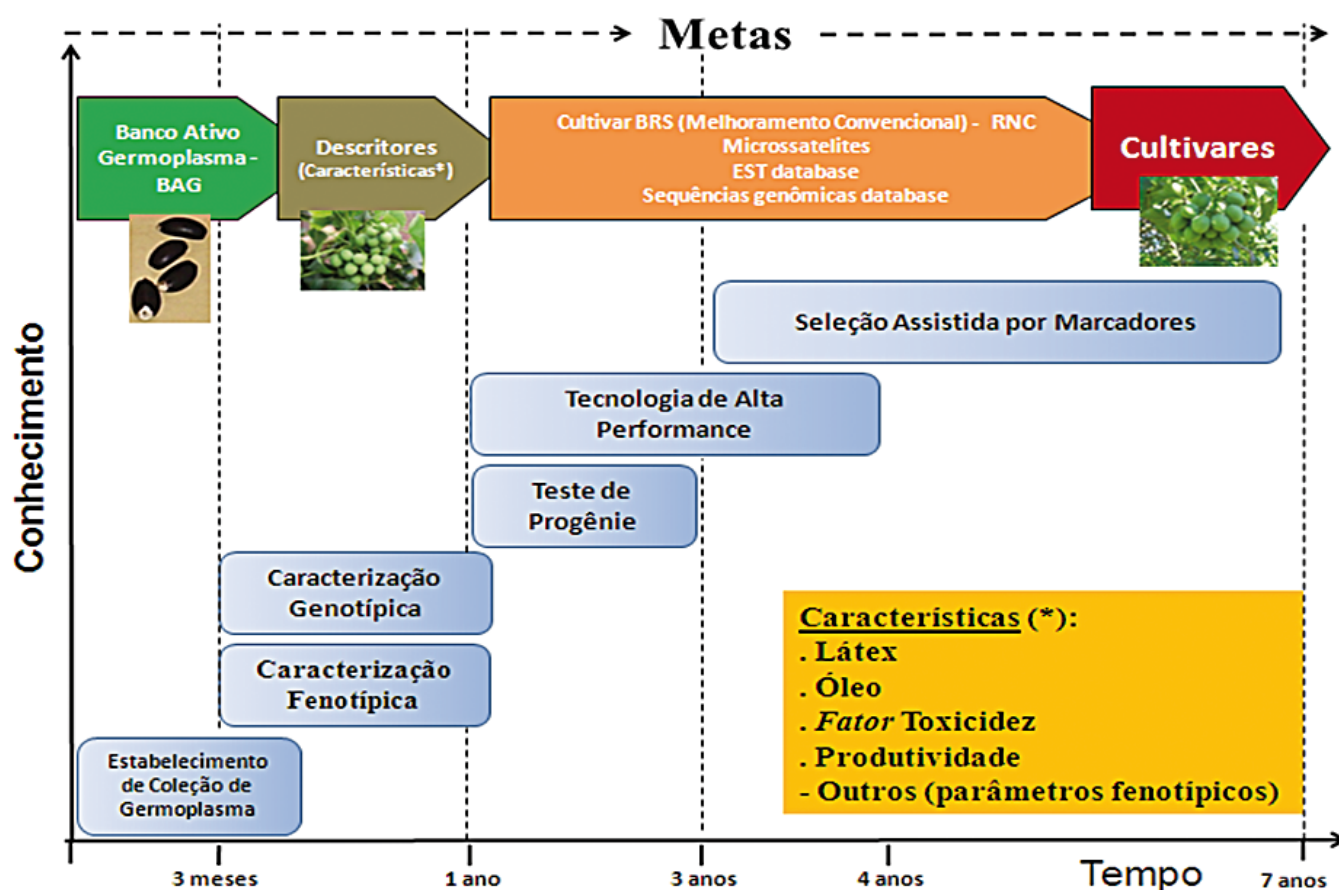 Metas
Banco Ativo
Germoplasma -
BAG
Descritores
(Características*)
Cultivar BRS (Melhoramento Convencional) - RNC
Microssatelites
EST database
Sequências genômicas database
Cultivares
Seleção Assistida por Marcadores
Tecnologia de Alta
Performance
Teste de
Progênie
Caracterização
Genotípica
Caracterização
Fenotípica
Estabelecimento
de Coleção de
Germoplasma
Conhecimento
Características (*):
. Látex
. Óleo
. Fator Toxicidez
. Produtividade
- Outros (parâmetros fenotípicos)
3 meses
1 ano
3 anos
4 anos
Tempo
7 anos